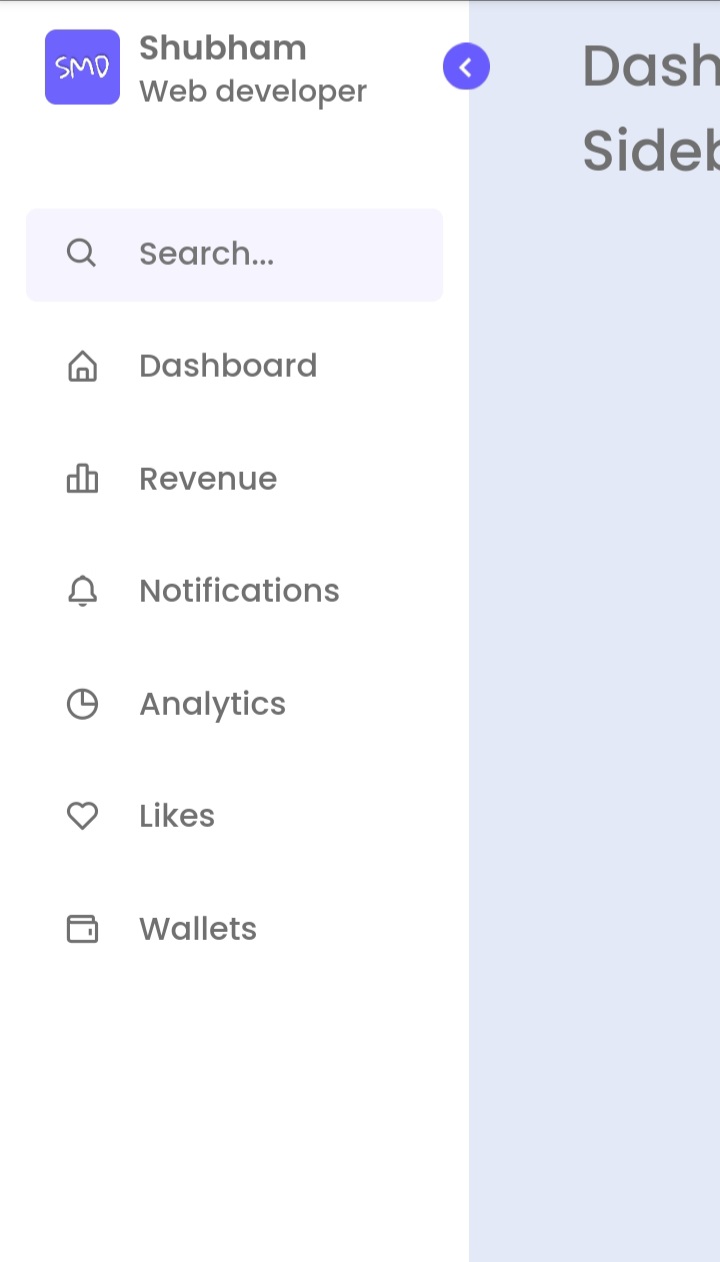 SMD
Shubham
Web developer
Search...
Dashboard
Revenue
Notifications
Analytics
Likes
Wallets
Dash
Sideb